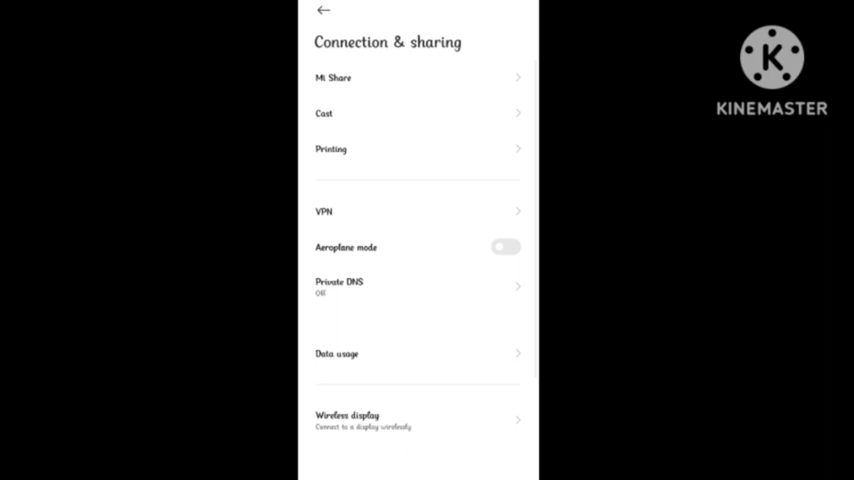 Connection & sharing
Mi Share
Cast
Printing
VPN
Aeroplane mode
Private DNS
Off
Data usage
Wireless display
Connect to a display wirelessly
K
KINEMASTER